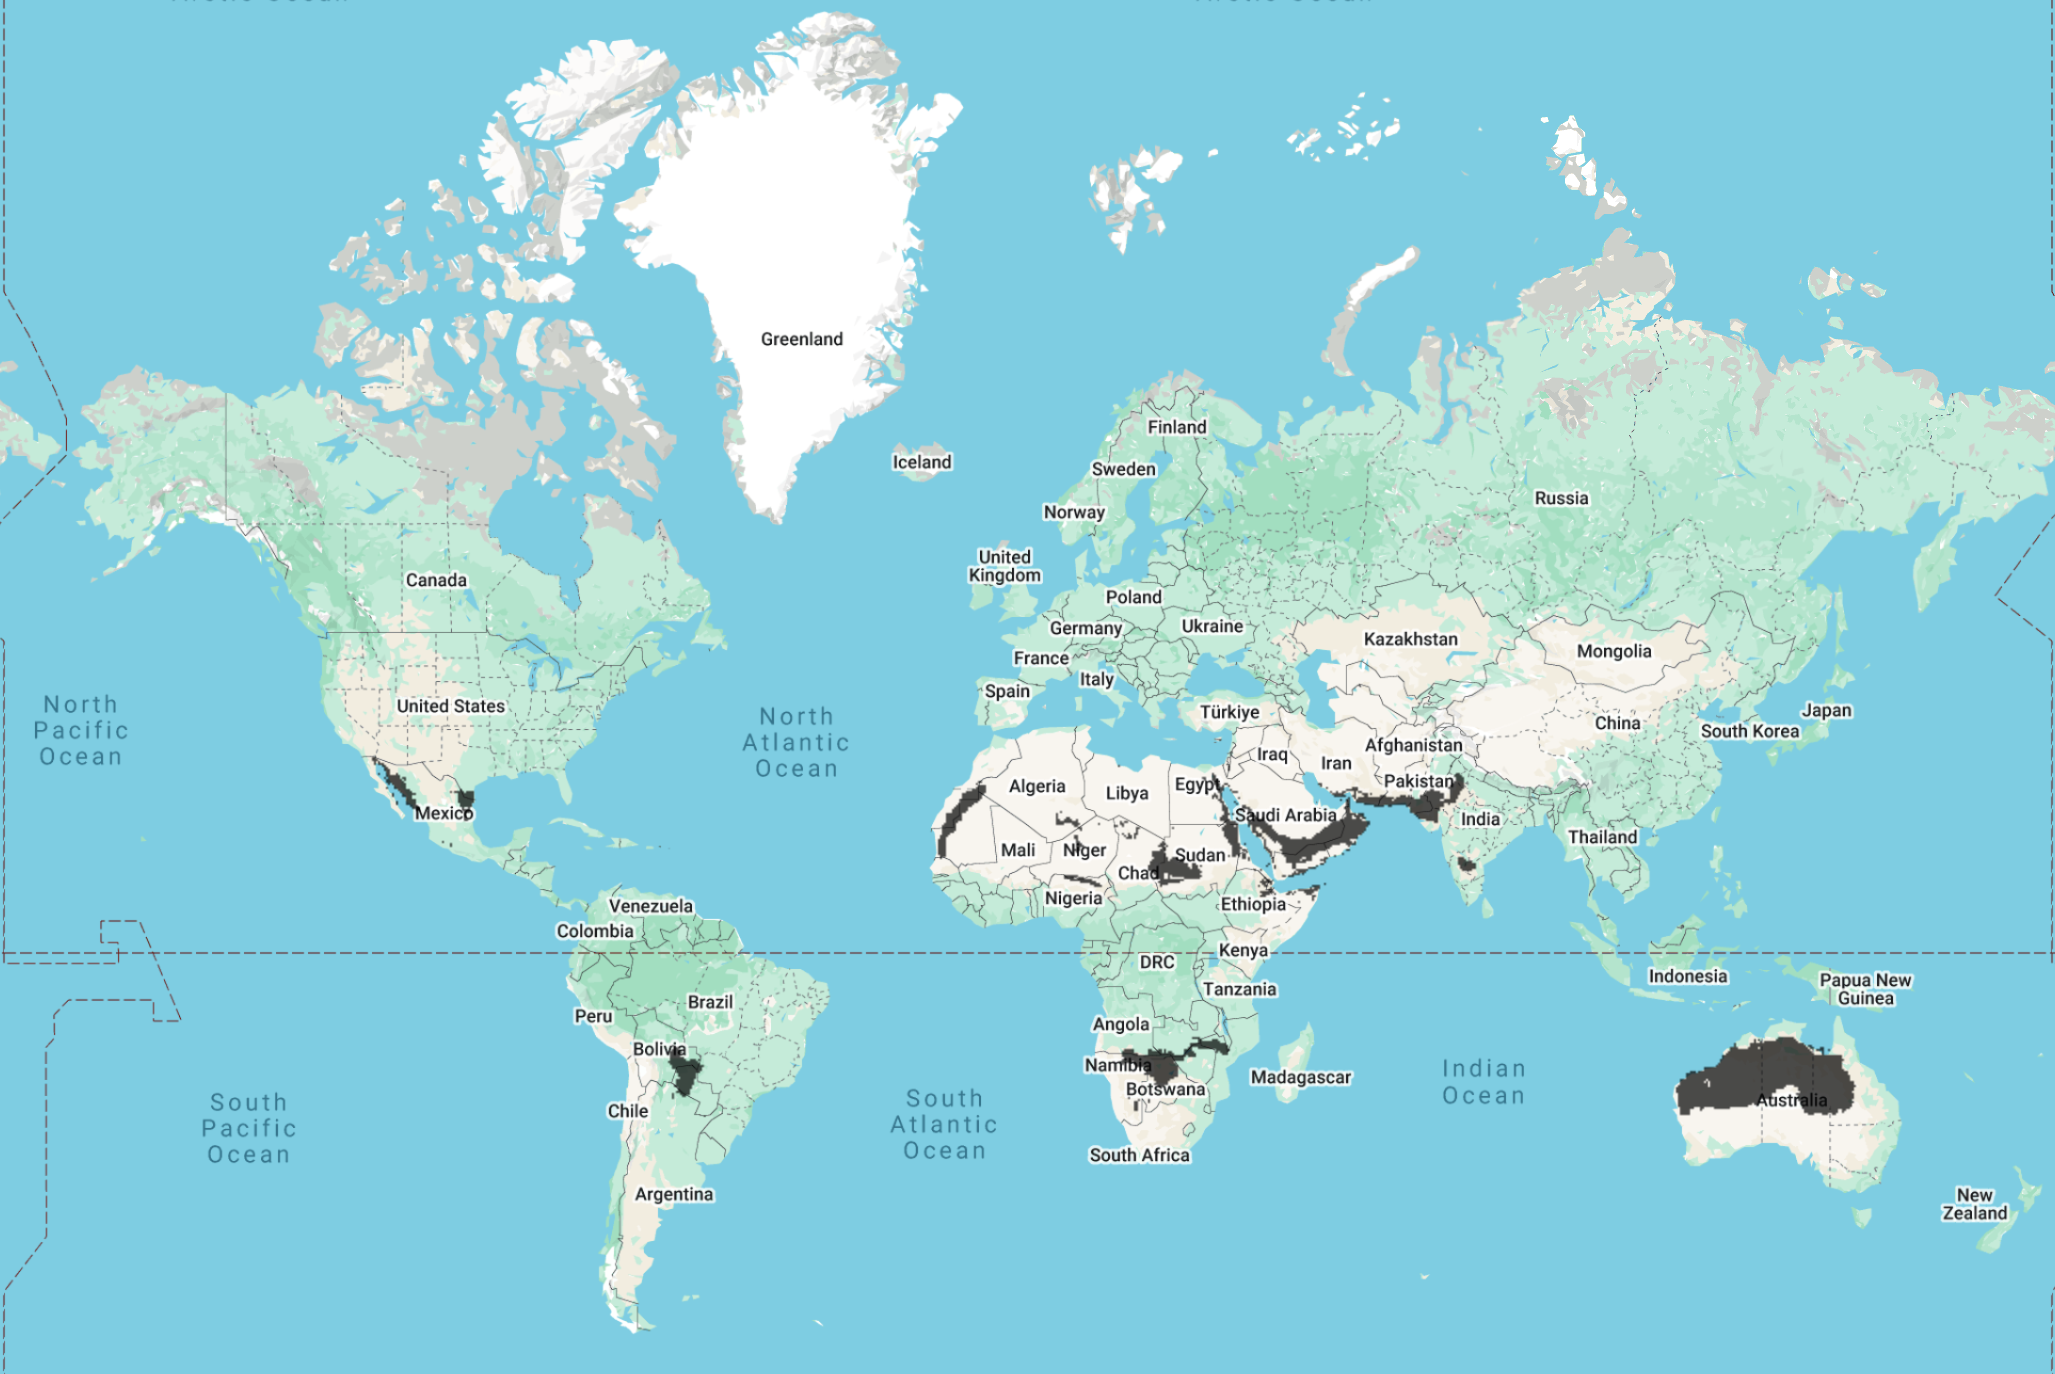 Arctic Ocean
Arctic Ocean
Greenland
Iceland
Finland
Sweden
Norway
Russia
United
Kingdom
Canada
Poland
Germany
Ukraine
Kazakhstan
Mongolia
France
Italy
Spain
United States
North
Pacific
Ocean
North
Atlantic
Ocean
Türkiye
China
Japan
South Korea
Iraq
Iran
Afghanistan
Pakistan
Algeria
Libya
Egypt
Saudi Arabia
India
Mexico
Thailand
Mali
Niger
Sudan
Chad
Nigeria
Ethiopia
Venezuela
Colombia
Kenya
DRC
Tanzania
Indonesia
Papua New
Guinea
Brazil
Peru
Angola
Bolivia
Namibia
Botswana
Madagascar
Indian
Ocean
Australia
Chile
South
Pacific
Ocean
South
Atlantic
Ocean
South Africa
Argentina
New
Zealand